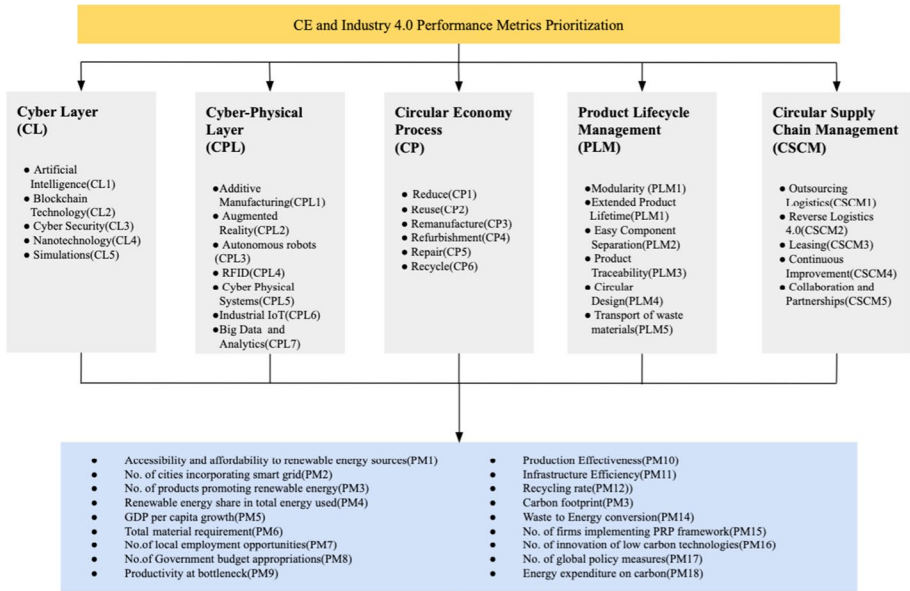 CE and Industry 4.0 Performance Metrics Prioritization
Cyber Layer
(CL)
● Artificial
Intelligence(CL1)
● Blockchain
Technology(CL2)
● Cyber Security(CL3)
● Nanotechnology(CL4)
● Simulations(CL5)
Cyber-Physical
Layer
(CPL)
●Additive
Manufacturing(CPL1)
● Augmented
Reality(CPL2)
● Autonomous robots
(CPL3)
● RFID(CPL4)
● Cyber Physical
Systems(CPL5)
●Industrial IoT(CPL6)
●Big Data and
Analytics(CPL7)
Circular Economy
Process
(CP)
● Reduce(CP1)
● Reuse(CP2)
● Remanufacture(CP3)
● Refurbishment(CP4)
● Repair(CP5)
● Recycle(CP6)
Product Lifecycle
Management
(PLM)
●Modularity (PLM1)
●Extended Product
Lifetime(PLM1)
● Easy Component
Separation(PLM2)
● Product
Traceability(PLM3)
● Circular
Design(PLM4)
● Transport of waste
materials(PLM5)
Circular Supply
Chain Management
(CSCM)
● Outsourcing
Logistics(CSCM1)
● Reverse Logistics
4.0(CSCM2)
● Leasing(CSCM3)
● Continuous
Improvement(CSCM4)
● Collaboration and
Partnerships(CSCM5)
● Accessibility and affordability to renewable energy sources(PM1)
● No. of cities incorporating smart grid(PM2)
● No. of products promoting renewable energy(PM3)
● Renewable energy share in total energy used(PM4)
● GDP per capita growth(PM5)
● Total material requirement(PM6)
● No.of local employment opportunities(PM7)
● No.of Government budget appropriations(PM8)
● Productivity at bottleneck(PM9)
● Production Effectiveness(PM10)
● Infrastructure Efficiency(PM11)
● Recycling rate(PM12))
● Carbon footprint(PM3)
● Waste to Energy conversion(PM14)
● No. of firms implementing PRP framework(PM15)
● No. of innovation of low carbon technologies(PM16)
● No. of global policy measures(PM17)
● Energy expenditure on carbon(PM18)